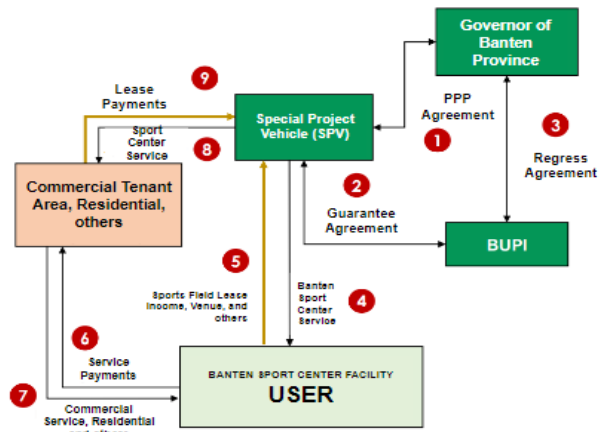 Governor of
Banten
Province
9
Lease
Payments
PPP
Agreement
1
3
Regress
Agreement
Special Project
Vehicle (SPV)
Sport
Center
Service
8
Commercial Tenant
Area, Residential,
others
2
Guarantee
Agreement
BUPI
5
Sports Field Lease
Income, Venue, and
others
Banten
Sport
Center
Service
4
6
Service
Payments
BANTEN SPORT CENTER FACILITY
USER
7
Commercial
Service, Residential
and others